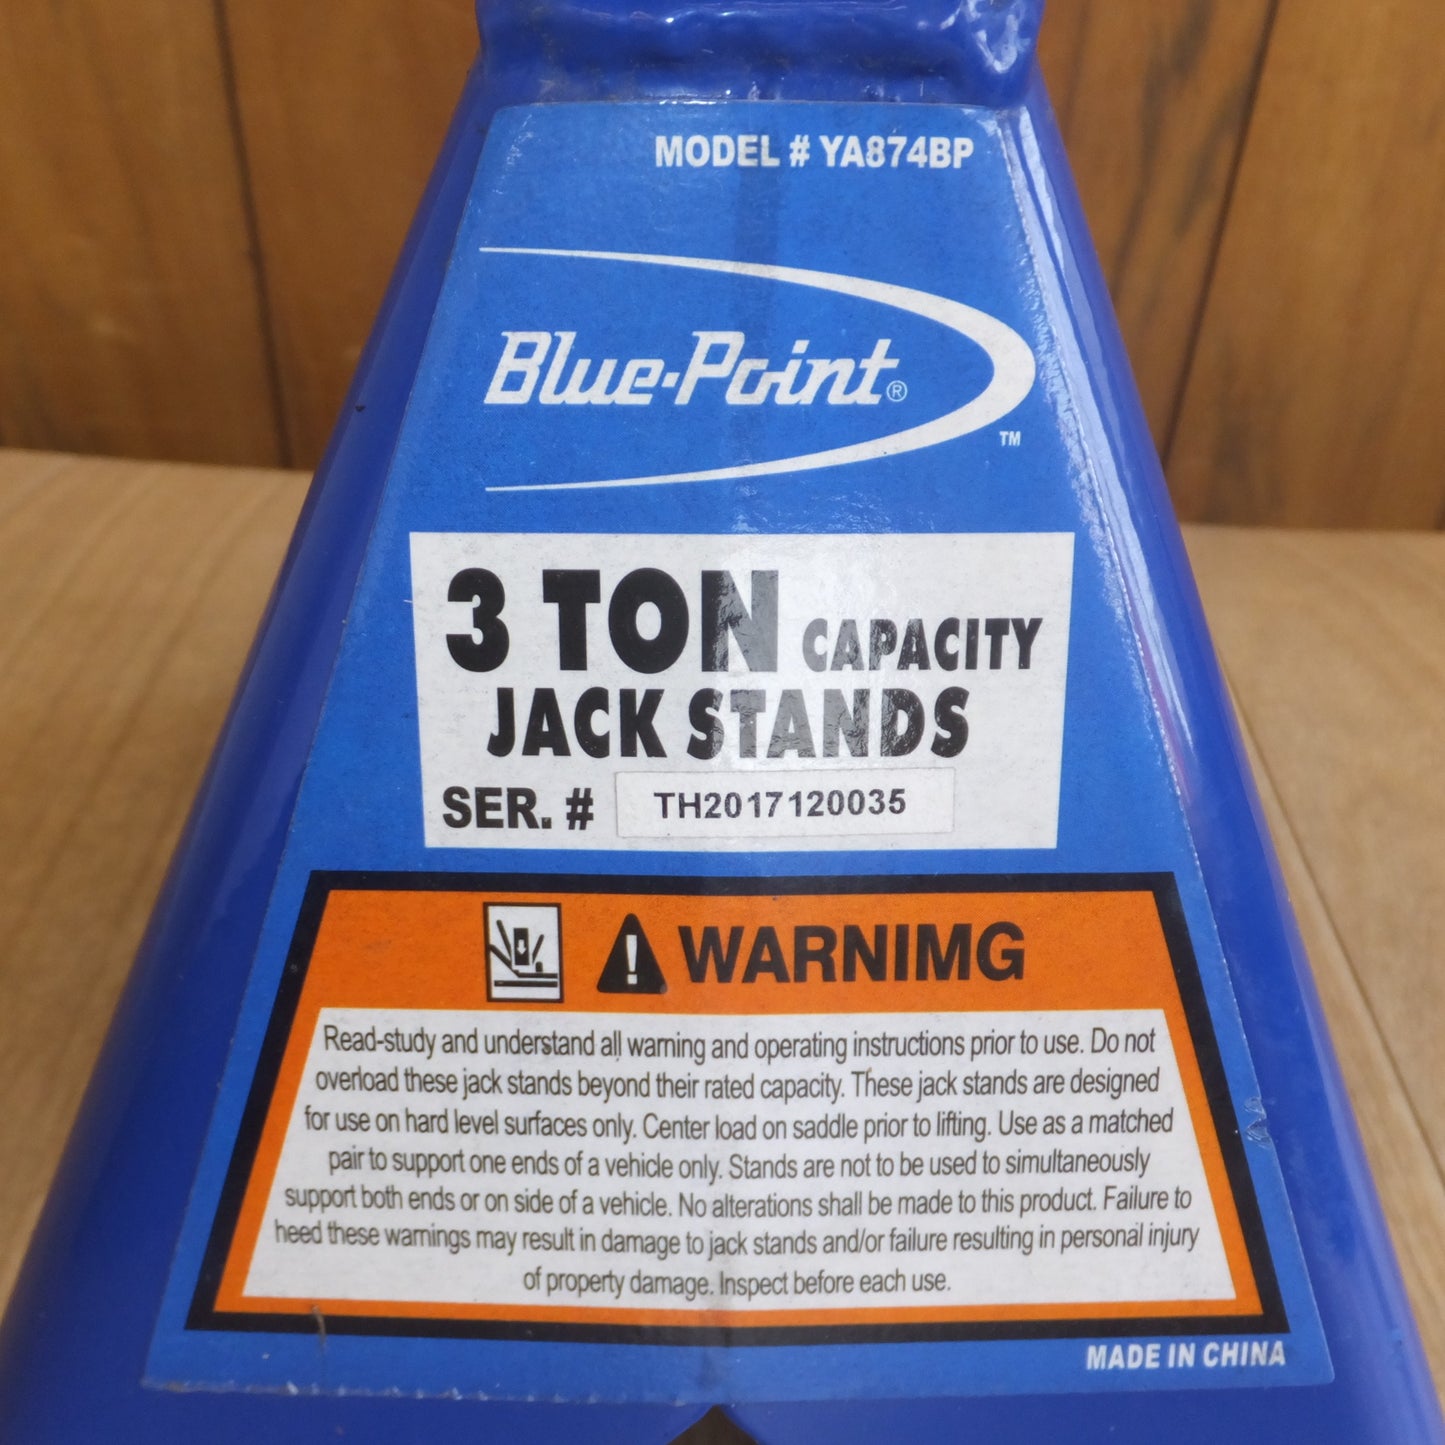 MODEL # YA874BP
Blue-Point®
TM
3 TON CAPACITY
JACK STANDS
SER. # TH2017120035
WARNIMG
Read-study and understand all warning and operating instructions prior to use. Do not
overload these jack stands beyond their rated capacity. These jack stands are designed
for use on hard level surfaces only. Center load on saddle prior to lifting. Use as a matched
pair to support one ends of a vehicle only. Stands are not to be used to simultaneously
support both ends or on side of a vehicle. No alterations shall be made to this product. Failure to
heed these warnings may result in damage to jack stands and/or failure resulting in personal injury
of property damage. Inspect before each use.
MADE IN CHINA